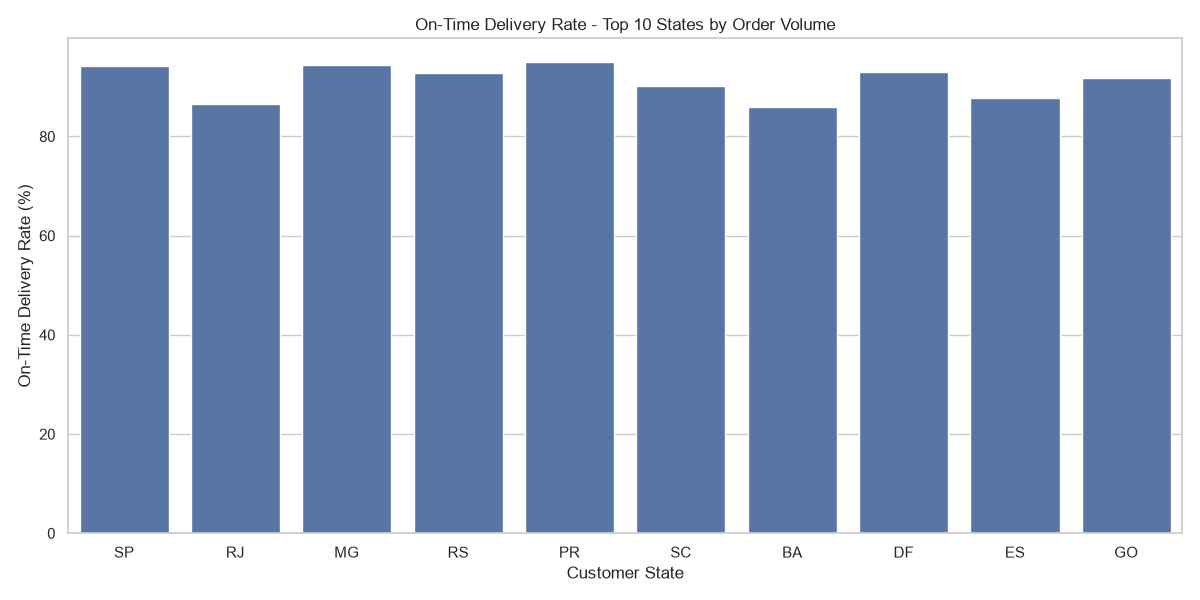 On-Time Delivery Rate - Top 10 States by Order Volume
On-Time Delivery Rate (%)
80
60
40
20
0
SP RJ MG RS PR SC BA DF ES GO
Customer State